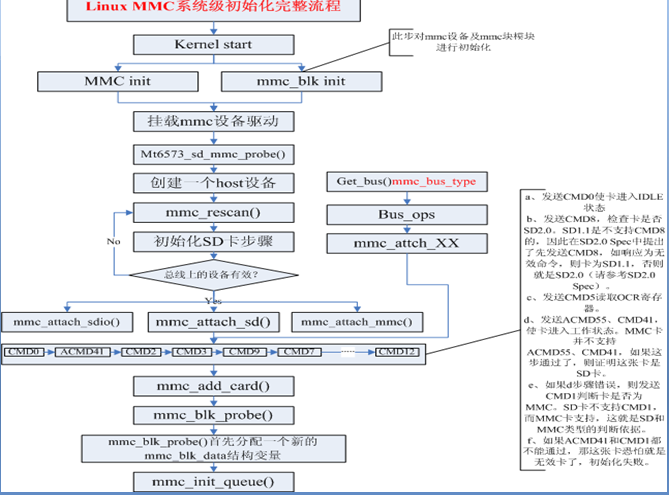 Linux MMC系统级初始化完整流程
Kernel start
此步对mmc设备及mmc块模块
进行初始化
MMC init
mmc_blk init
挂载mmc设备驱动
Mt6573_sd_mmc_probe()
创建一个host设备
Get_bus()mmc_bus_type
mmc_rescan()
Bus_ops
No
初始化SD卡步骤
mmc_attch_XX
总线上的设备有效?
Yes
mmc_attach_sdio()
mmc_attach_sd()
mmc_attach_mmc()
CMD0
ACMD41
CMD2
CMD3
CMD9
CMD7
······
CMD12
mmc_add_card()
mmc_blk_probe()
mmc_blk_probe()首先分配一个新的
mmc_blk_data结构变量
mmc_init_queue()
a、发送CMD0使卡进入IDLE
状态
b、发送CMD8,检查卡是否
SD2.0。SD1.1是不支持CMD8
的,因此在SD2.0 Spec中提出
了先发送CMD8,如响应为无
效命令,则卡为SD1.1,否则
就是SD2.0(请参考SD2.0
Spec)。
c、发送CMD5读取OCR寄存
器。
d、发送ACMD55、CMD41,
使卡进入工作状态。MMC卡
并不支持
ACMD55、CMD41,如果这
步通过了,则证明这张卡是
SD卡。
e、如果d步骤错误,则发送
CMD1判断卡是否为
MMC。SD卡不支持CMD1,
而MMC卡支持,这就是SD和
MMC类型的判断依据。
f、如果ACMD41和CMD1都
不能通过,那这张卡恐怕就是
无效卡了,初始化失败。